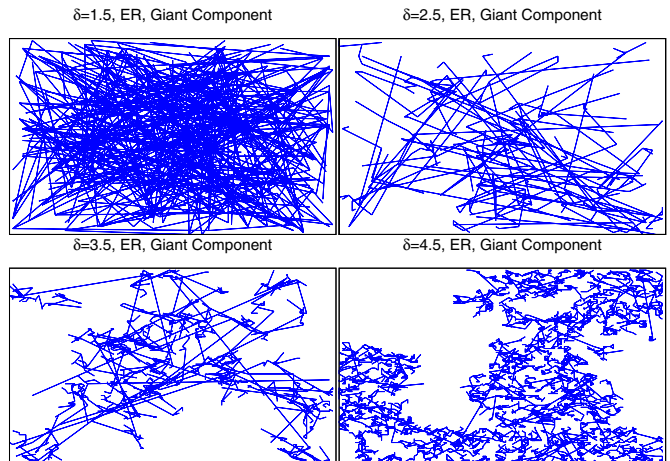 δ=1.5, ER, Giant Component
δ=2.5, ER, Giant Component
δ=3.5, ER, Giant Component
δ=4.5, ER, Giant Component